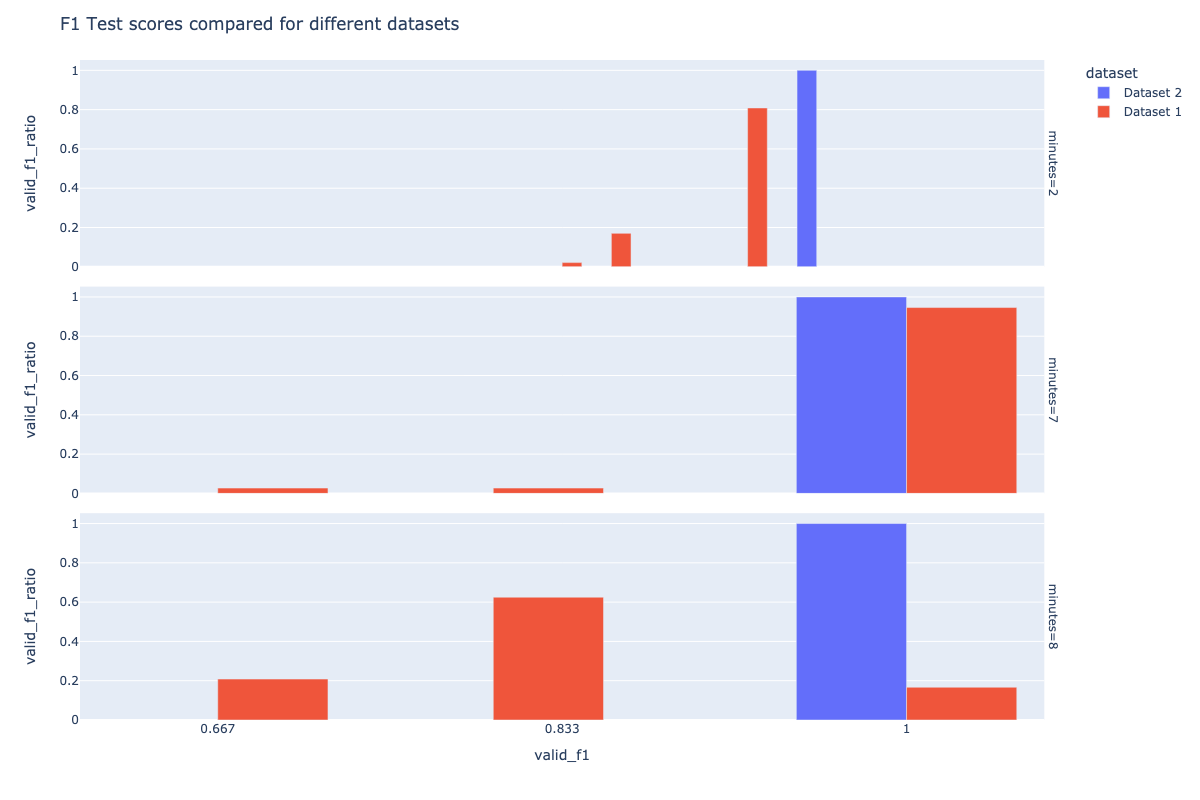 F1 Test scores compared for different datasets
dataset
Dataset 2
Dataset 1
1
0.8
0.6
0.4
0.2
0
valid_f1_ratio
minutes=2
1
0.8
0.6
0.4
0.2
0
valid_f1_ratio
minutes=7
1
0.8
0.6
0.4
0.2
0
valid_f1_ratio
minutes=8
0.667
0.833
1
valid_f1